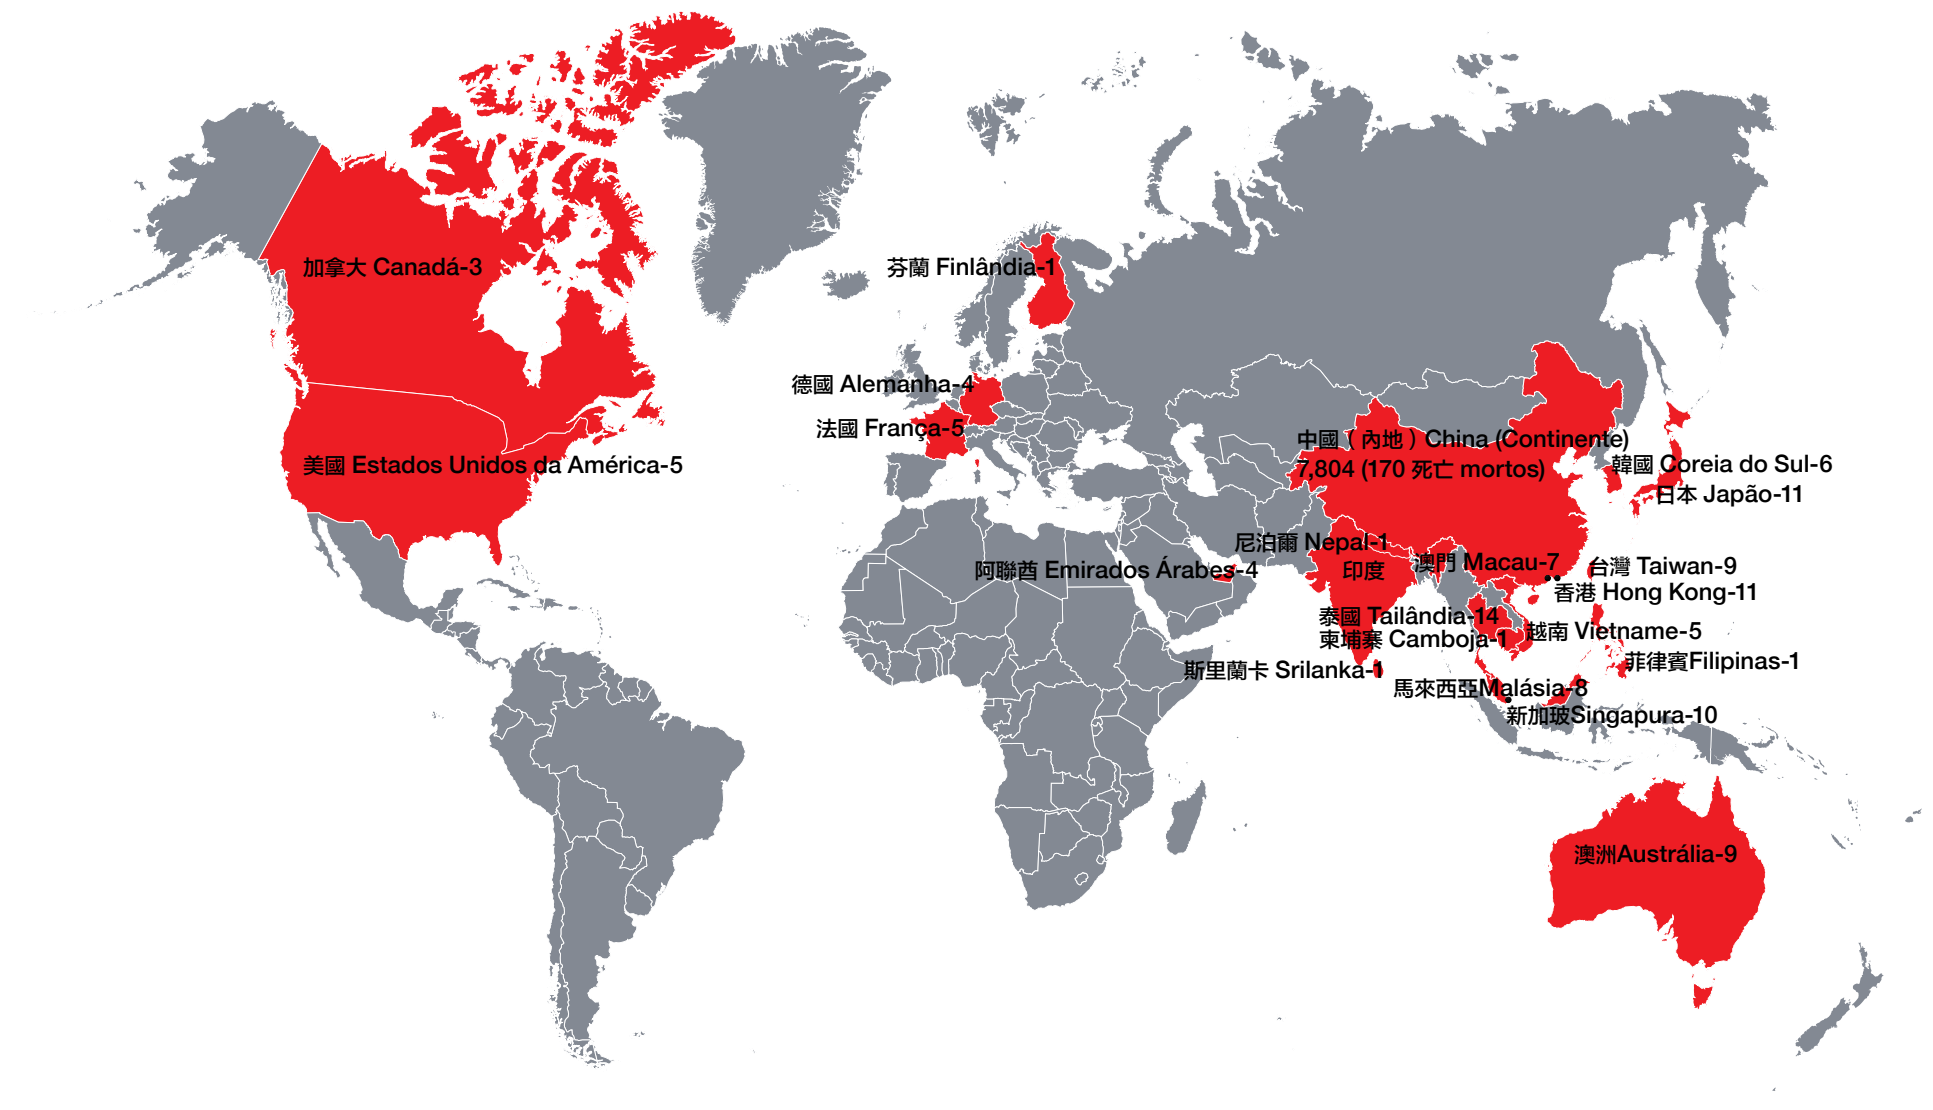 加拿大 Canadá-3
芬蘭 Finlândia-1
德國 Alemanha-4
法國 França-5
美國 Estados Unidos da América-5
中國（內地）China (Continente)
7,804 (170 死亡 mortos)
韓國 Coreia do Sul-6
日本 Japão-11
尼泊爾 Nepal-1
阿聯酋 Emirados Árabes-4
印度
澳門 Macau-7
台灣 Taiwan-9
香港 Hong Kong-11
泰國 Tailândia-14
柬埔寨 Camboja-1
越南 Vietname-5
斯里蘭卡 Srilanka-1
菲律賓Filipinas-1
馬來西亞Malásia-8
新加玻Singapura-10
澳洲Austrália-9